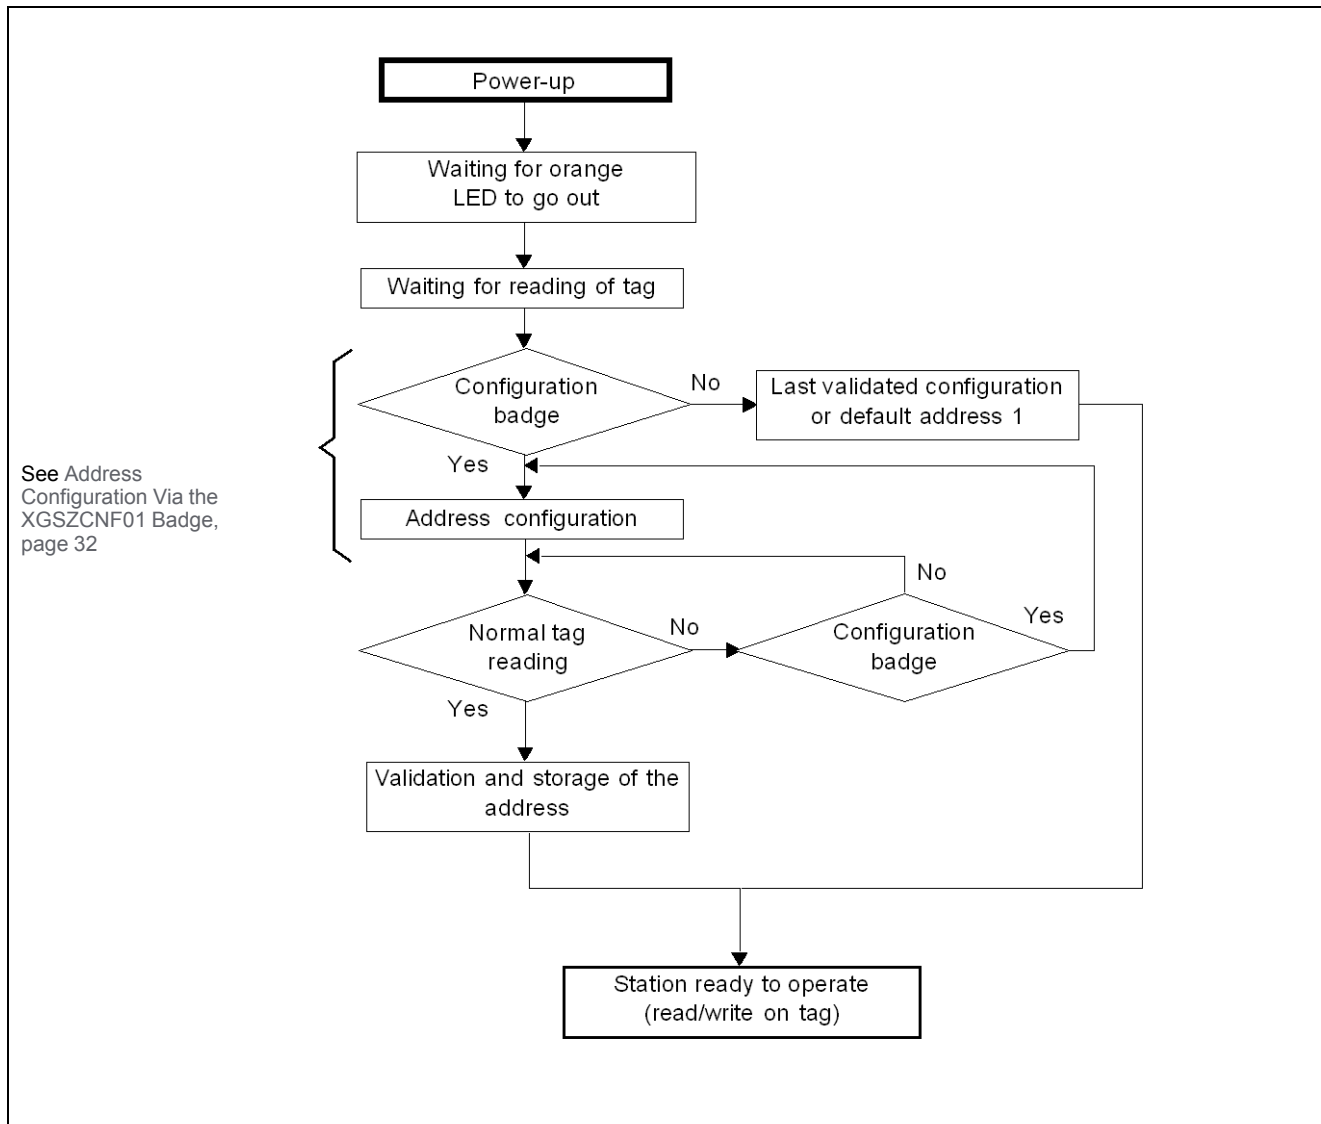 Power-up
Waiting for orange
LED to go out
Waiting for reading of tag
Configuration
badge
No
Last validated configuration
or default address 1
Yes
See Address
Configuration Via the
XGSZCNF01 Badge,
page 32
Address configuration
No
Yes
Normal tag
reading
No
Configuration
badge
Yes
Validation and storage of the
address
Station ready to operate
(read/write on tag)